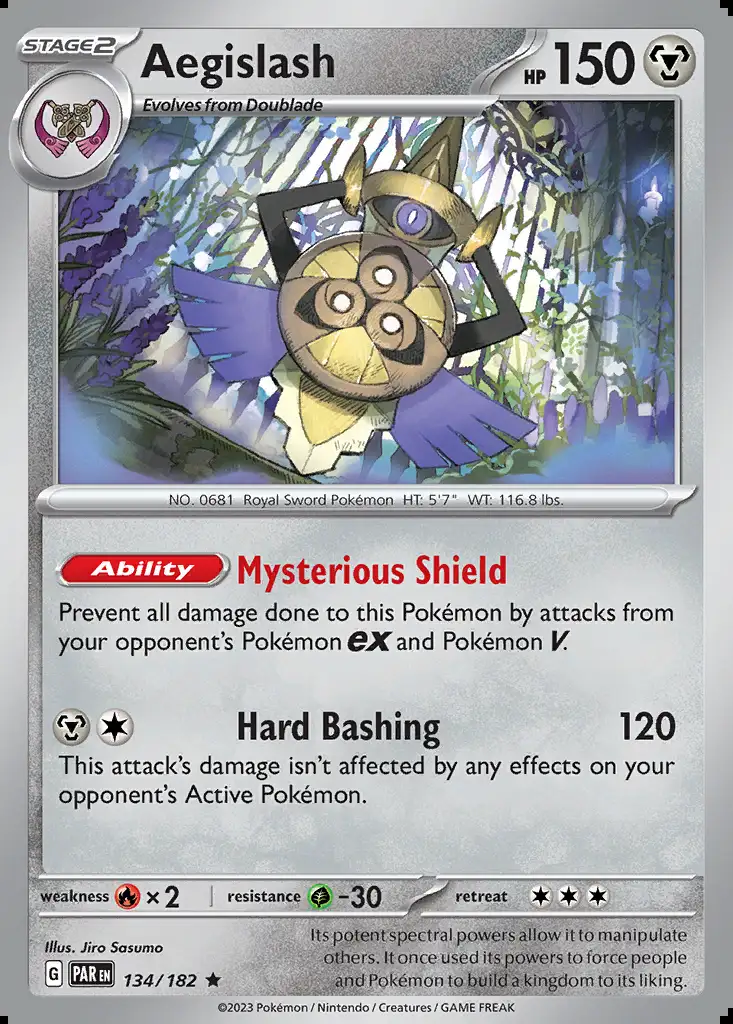 STAGE2
Aegislash
HP 150
Evolves from Doublade
NO. 0681 Royal Sword Pokémon HT: 5'7" WT: 116.8 lbs.
Ability Mysterious Shield
Prevent all damage done to this Pokémon by attacks from
your opponent's Pokémon ex and Pokémon V.
Hard Bashing 120
This attack's damage isn't affected by any effects on your
opponent's Active Pokémon.
weakness ×2 resistance -30 retreat
Illus. Jiro Sasumo
Its potent spectral powers allow it to manipulate
others. It once used its powers to force people
and Pokémon to build a kingdom to its liking.
G PAR EN 134/182 ★
©2023 Pokémon / Nintendo / Creatures / GAME FREAK